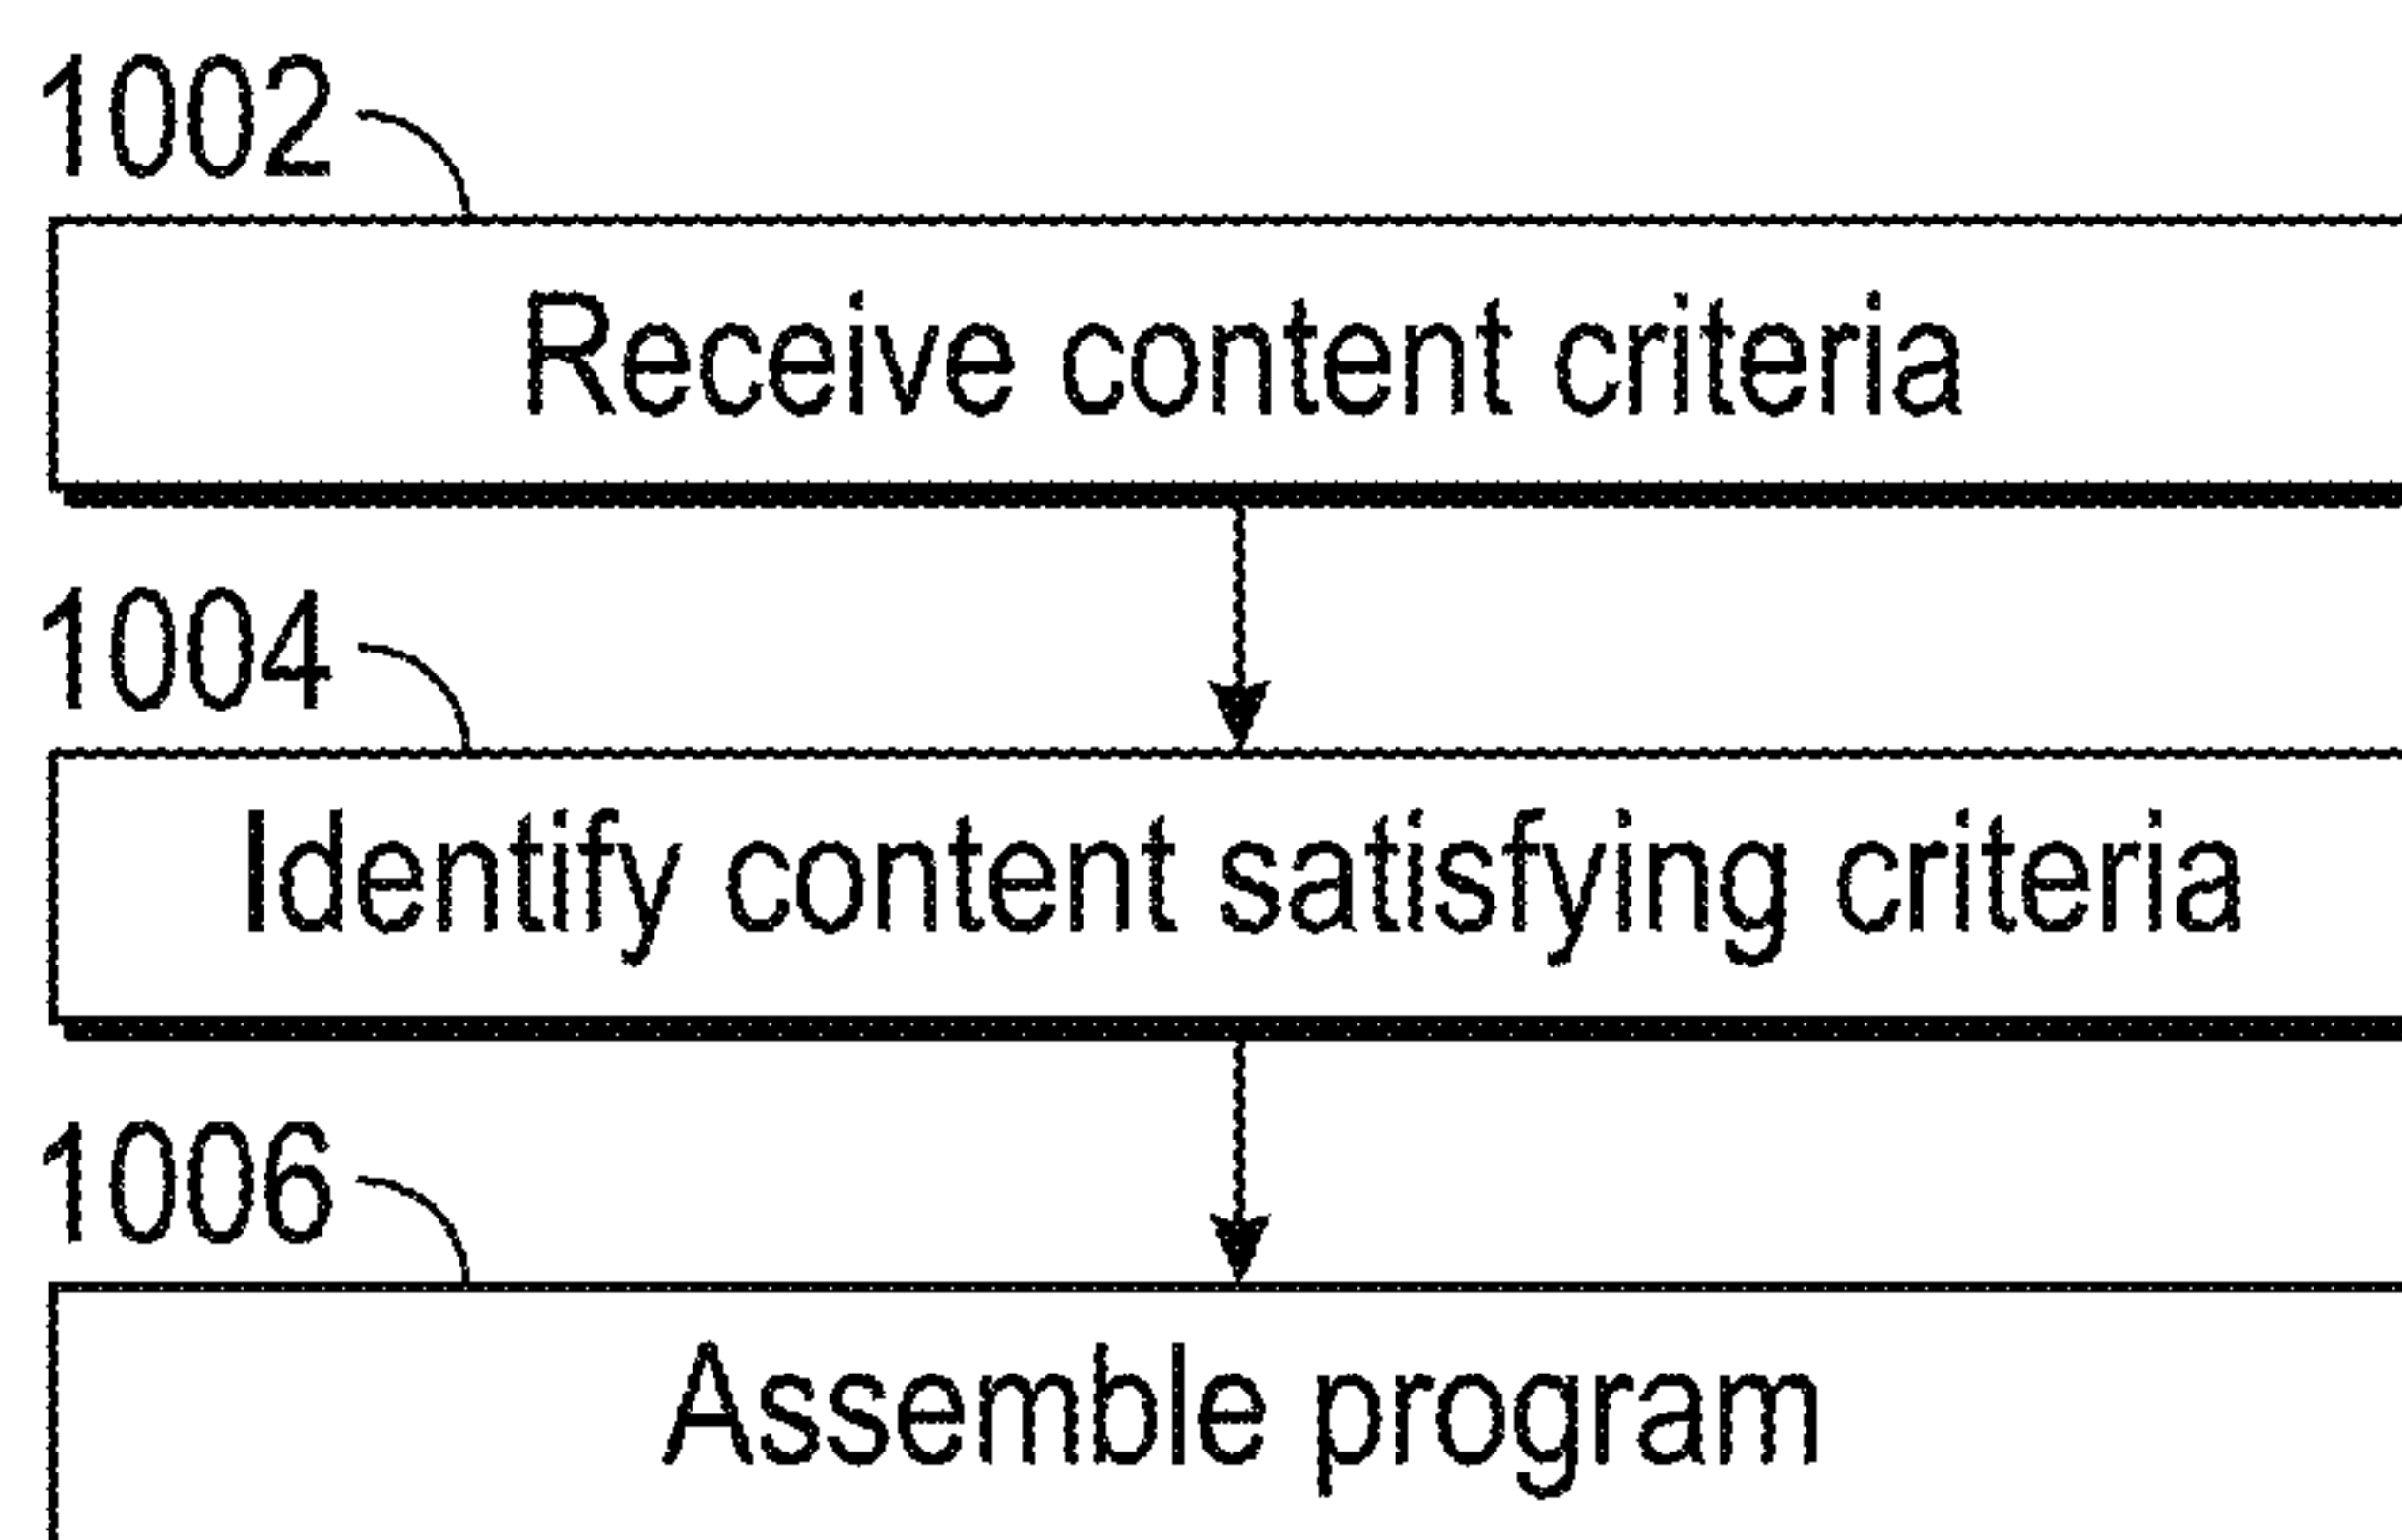 1002
Receive content criteria
1004
Identify content satisfying criteria
1006
Assemble program